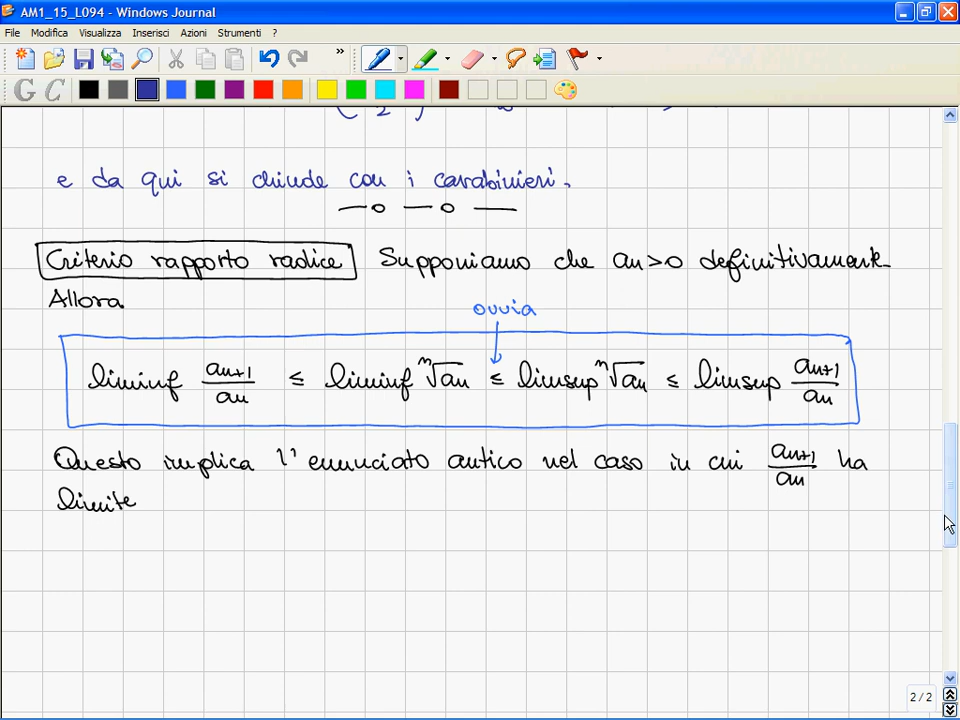 AM1_15_L094 - Windows Journal
File Modifica Visualizza Inserisci Azioni Strumenti ?
G C
e da qui si chiude con i carabinieri.
Criterio rapporto radice Supponiamo che an>0 definitivament.
Allora
ovvia
liminf an+1/an ≤ liminf ⁿ√an ≤ limsup ⁿ√an ≤ limsup an+1/an
Questo implica l'enunciato antico nel caso in cui an+1/an ha
limite
2 / 2